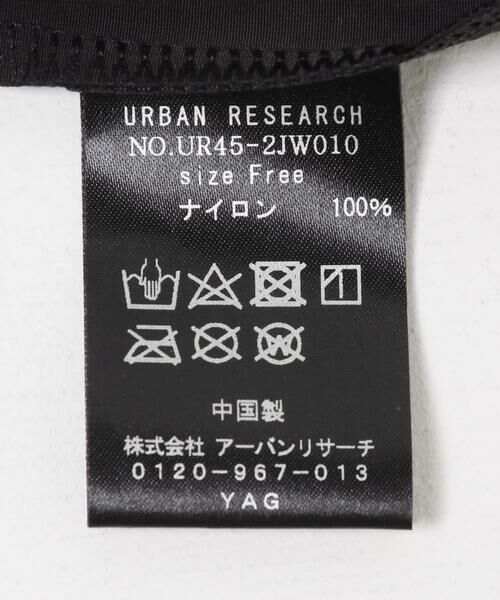 URBAN RESEARCH
NO.UR45-2JW010
size Free
ナイロン 100%
中国製
株式会社 アーバンリサーチ
0120-967-013
YAG